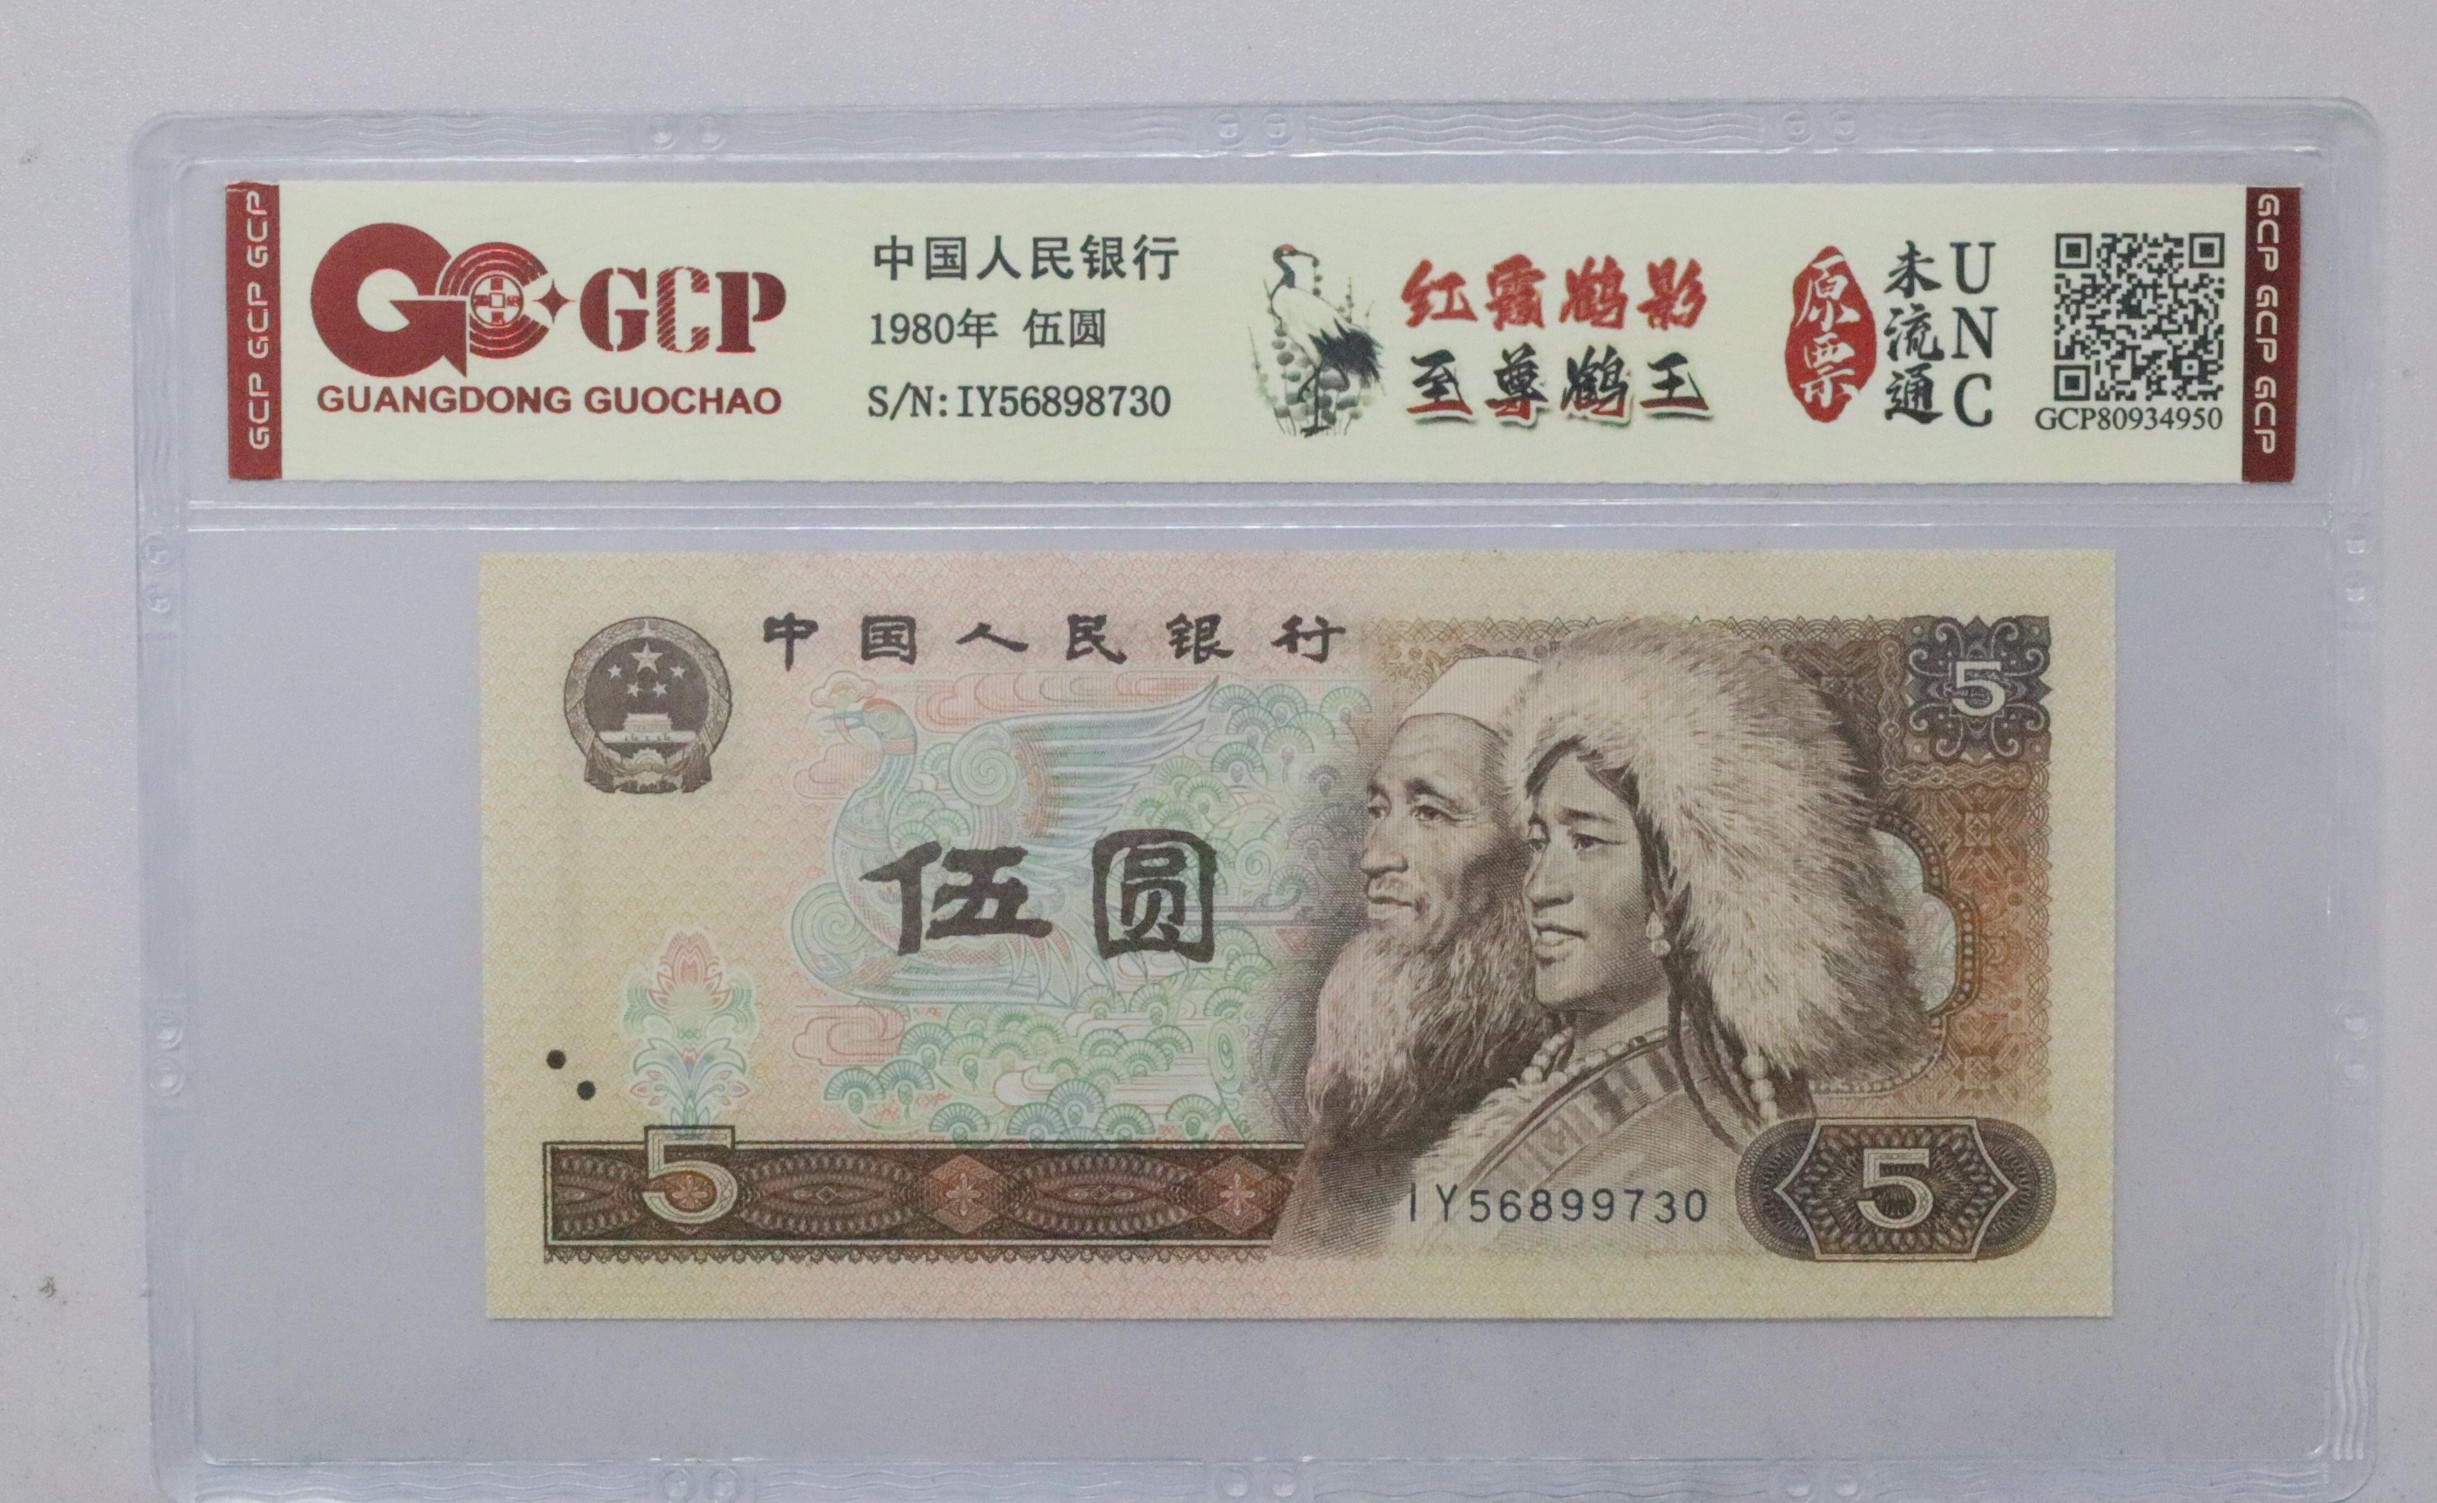 GCP GCP GCP
GCP
GUANGDONG GUOCHAO
中国人民银行
1980年 伍圆
S/N:IY56898730
红霞鹤影
至尊鹤王
原票
未流通
UNC
GCP80934950
GCP GCP GCP
中国人民银行
5
伍圆
5
IY56899730
5